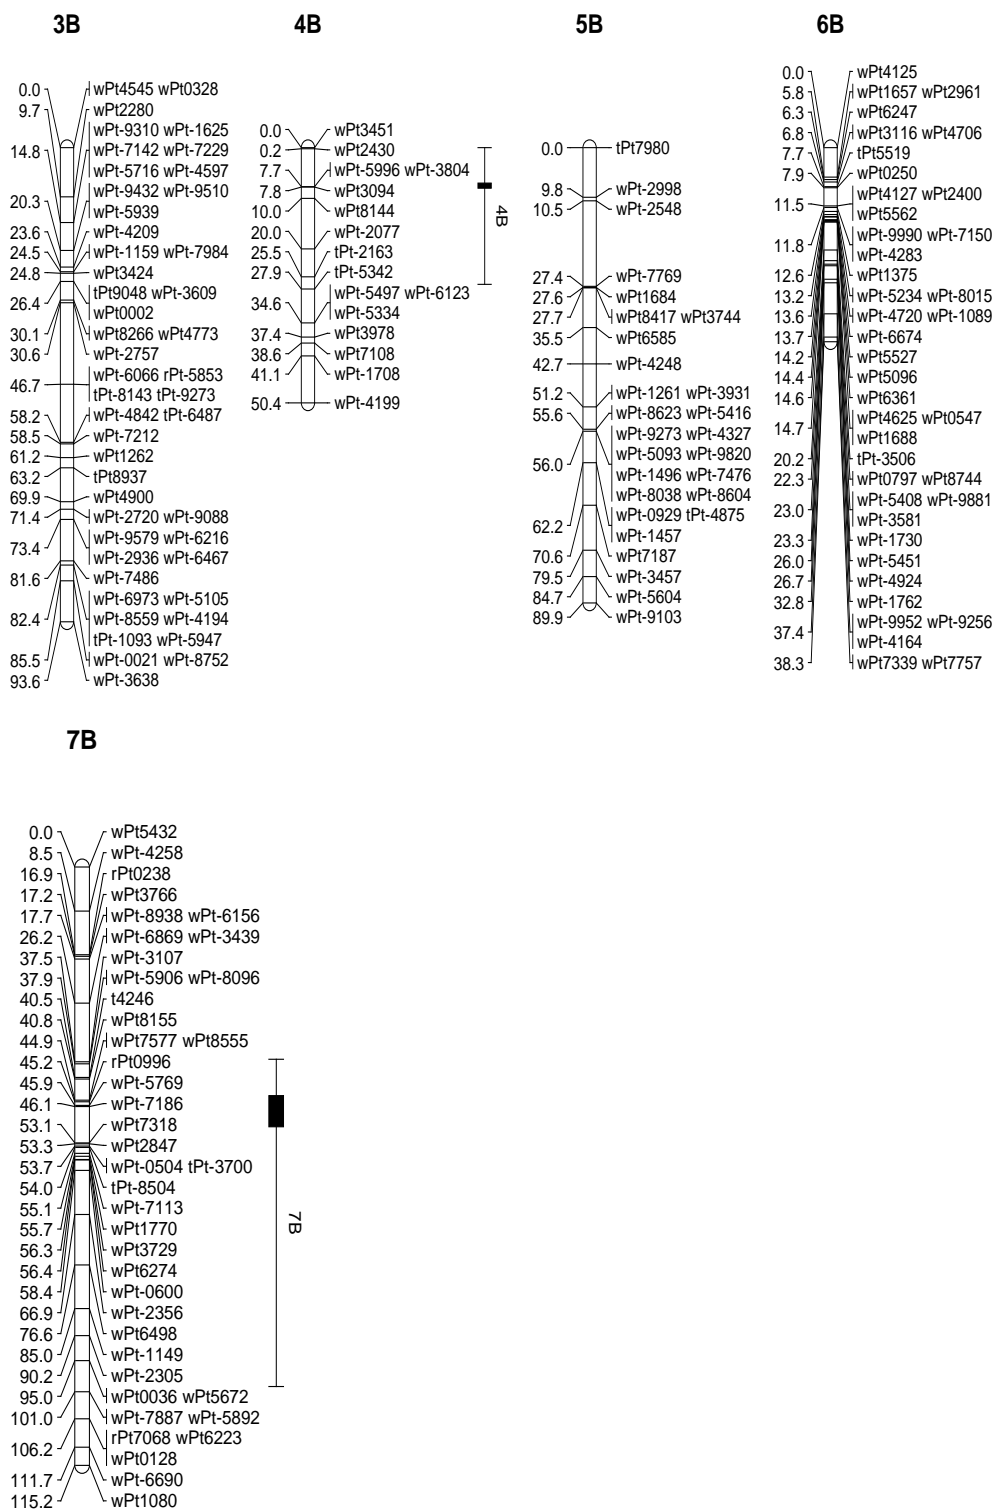 3B
0.0 wPt4545 wPt0328
9.7 wPt2280
wPt-9310 wPt-1625
14.8 wPt-7142 wPt-7229
wPt-5716 wPt-4597
wPt-9432 wPt-9510
20.3 wPt-5939
23.6 wPt-4209
24.5 wPt-1159 wPt-7984
24.8 wPt3424
tPt9048 wPt-3609
26.4 wPt0002
30.1 wPt8266 wPt4773
30.6 wPt-2757
wPt-6066 rPt-5853
46.7 tPt-8143 tPt-9273
58.2 wPt-4842 tPt-6487
58.5 wPt-7212
61.2 wPt1262
63.2 tPt8937
69.9 wPt4900
71.4 wPt-2720 wPt-9088
wPt-9579 wPt-6216
73.4 wPt-2936 wPt-6467
81.6 wPt-7486
wPt-6973 wPt-5105
82.4 wPt-8559 wPt-4194
tPt-1093 wPt-5947
85.5 wPt-0021 wPt-8752
93.6 wPt-3638
4B
0.0 wPt3451
0.2 wPt2430
7.7 wPt-5996 wPt-3804
7.8 wPt3094
10.0 wPt8144
20.0 wPt-2077
25.5 tPt-2163
27.9 tPt-5342
wPt-5497 wPt-6123
34.6 wPt-5334
37.4 wPt3978
38.6 wPt7108
41.1 wPt-1708
50.4 wPt-4199
4B
5B
0.0 tPt7980
9.8 wPt-2998
10.5 wPt-2548
27.4 wPt-7769
27.6 wPt1684
27.7 wPt8417 wPt3744
35.5 wPt6585
42.7 wPt-4248
51.2 wPt-1261 wPt-3931
55.6 wPt-8623 wPt-5416
wPt-9273 wPt-4327
56.0 wPt-5093 wPt-9820
wPt-1496 wPt-7476
wPt-8038 wPt-8604
wPt-0929 tPt-4875
62.2 wPt-1457
70.6 wPt7187
79.5 wPt-3457
84.7 wPt-5604
89.9 wPt-9103
6B
0.0 wPt4125
5.8 wPt1657 wPt2961
6.3 wPt6247
6.8 wPt3116 wPt4706
7.7 tPt5519
7.9 wPt0250
wPt4127 wPt2400
11.5 wPt5562
wPt-9990 wPt-7150
11.8 wPt-4283
12.6 wPt1375
13.2 wPt-5234 wPt-8015
13.6 wPt-4720 wPt-1089
13.7 wPt-6674
14.2 wPt5527
14.4 wPt5096
14.6 wPt6361
wPt4625 wPt0547
14.7 wPt1688
20.2 tPt-3506
22.3 wPt0797 wPt8744
wPt-5408 wPt-9881
23.0 wPt-3581
23.3 wPt-1730
26.0 wPt-5451
26.7 wPt-4924
32.8 wPt-1762
wPt-9952 wPt-9256
37.4 wPt-4164
38.3 wPt7339 wPt7757
7B
0.0 wPt5432
8.5 wPt-4258
16.9 rPt0238
17.2 wPt3766
17.7 wPt-8938 wPt-6156
26.2 wPt-6869 wPt-3439
37.5 wPt-3107
37.9 wPt-5906 wPt-8096
40.5 t4246
40.8 wPt8155
44.9 wPt7577 wPt8555
45.2 rPt0996
45.9 wPt-5769
46.1 wPt-7186
53.1 wPt7318
53.3 wPt2847
53.7 wPt-0504 tPt-3700
54.0 tPt-8504
55.1 wPt-7113
55.7 wPt1770
56.3 wPt3729
56.4 wPt6274
58.4 wPt-0600
66.9 wPt-2356
76.6 wPt6498
85.0 wPt-1149
90.2 wPt-2305
95.0 wPt0036 wPt5672
101.0 wPt-7887 wPt-5892
rPt7068 wPt6223
106.2 wPt0128
111.7 wPt-6690
115.2 wPt1080
7B